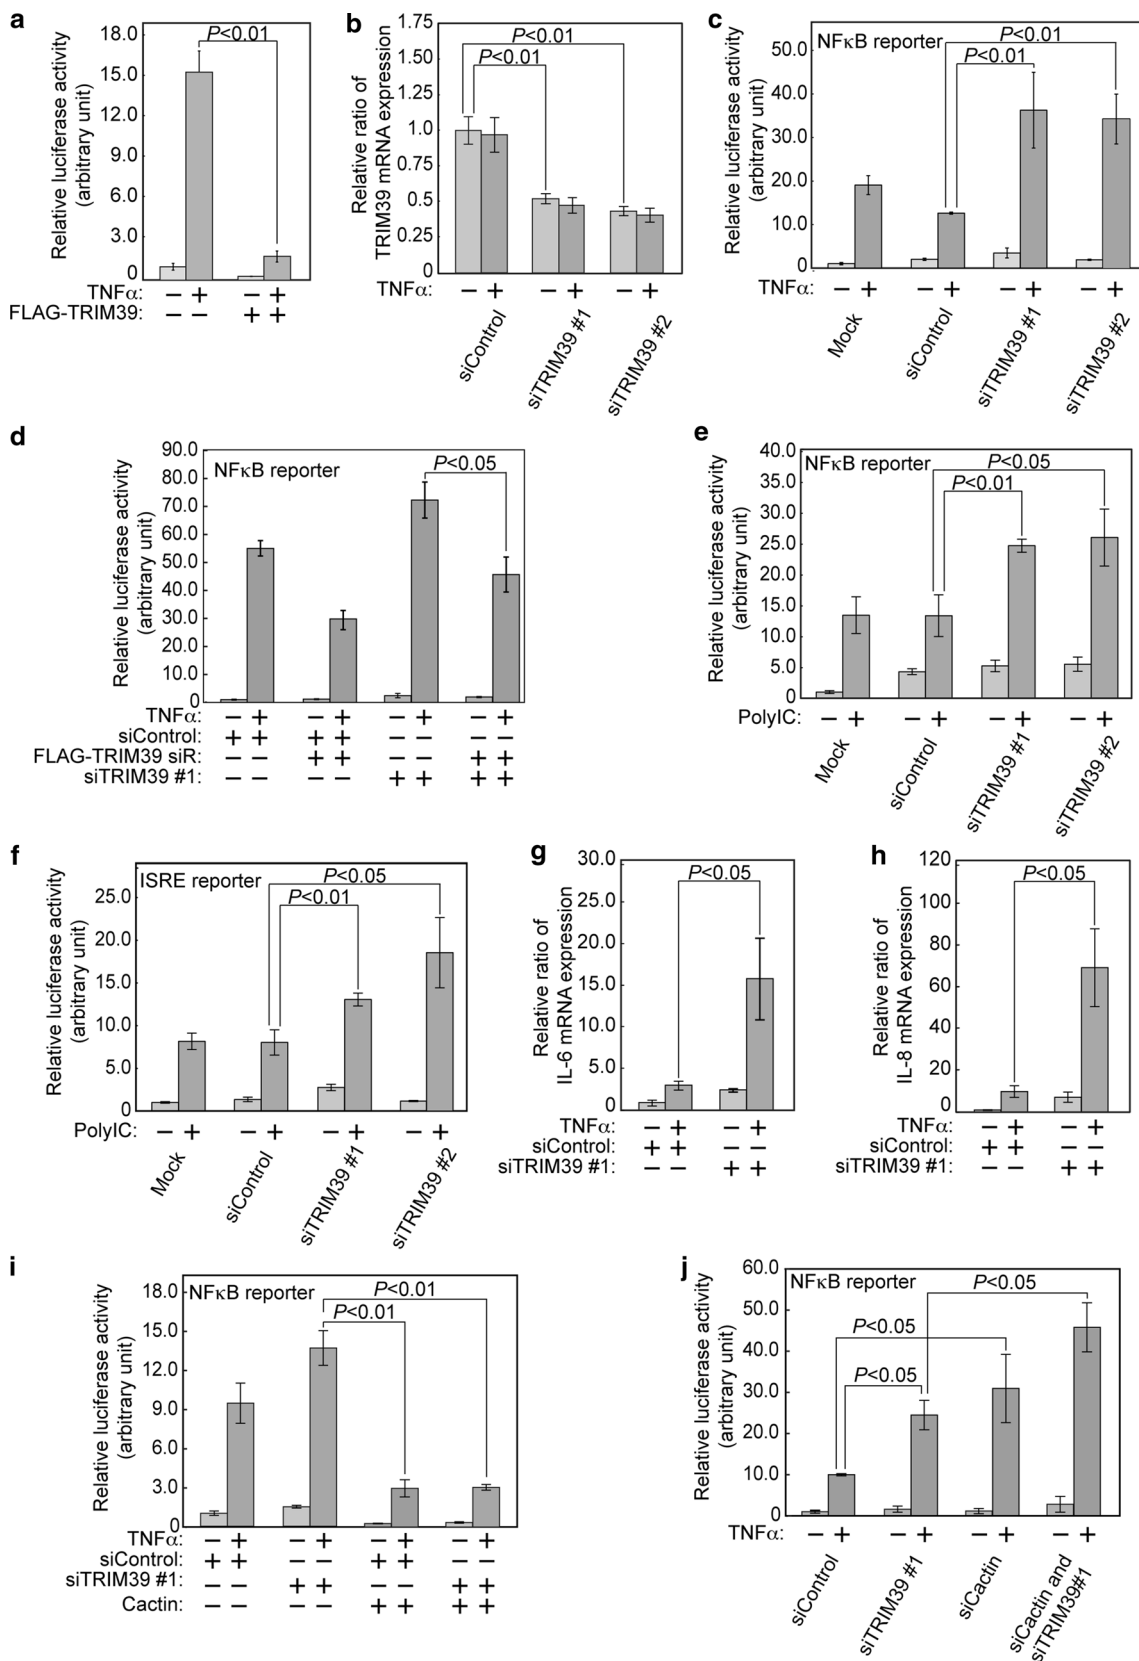 a
Relative luciferase activity
(arbitrary unit)
18.0
15.0
12.0
9.0
6.0
3.0
0
P<0.01
TNFα: − + − +
FLAG-TRIM39: − − + +
b
Relative ratio of
TRIM39 mRNA expression
1.75
1.5
1.25
1.0
0.75
0.5
0.25
0
P<0.01
P<0.01
TNFα: − + − + − +
siControl
siTRIM39 #1
siTRIM39 #2
c
Relative luciferase activity
(arbitrary unit)
50.0
40.0
30.0
20.0
10.0
0
NFκB reporter
P<0.01
P<0.01
TNFα: − + − + − + − +
Mock
siControl
siTRIM39 #1
siTRIM39 #2
d
Relative luciferase activity
(arbitrary unit)
90.0
80.0
70.0
60.0
50.0
40.0
30.0
20.0
10.0
0
NFκB reporter
P<0.05
TNFα: − + − + − + − +
siControl: + + + + − − − −
FLAG-TRIM39 siR: − − + + − − + +
siTRIM39 #1: − − − − + + + +
e
Relative luciferase activity
(arbitrary unit)
40.0
35.0
30.0
25.0
20.0
15.0
10.0
5.0
0
NFκB reporter
P<0.05
P<0.01
PolyIC: − + − + − + − +
Mock
siControl
siTRIM39 #1
siTRIM39 #2
f
Relative luciferase activity
(arbitrary unit)
25.0
20.0
15.0
10.0
5.0
0
ISRE reporter
P<0.05
P<0.01
PolyIC: − + − + − + − +
Mock
siControl
siTRIM39 #1
siTRIM39 #2
g
Relative ratio of
IL-6 mRNA expression
30.0
20.0
15.0
10.0
5.0
0
P<0.05
TNFα: − + − +
siControl: + + − −
siTRIM39 #1: − − + +
h
Relative ratio of
IL-8 mRNA expression
120
100
80
60
40
20
0
P<0.05
TNFα: − + − +
siControl: + + − −
siTRIM39 #1: − − + +
i
Relative luciferase activity
(arbitrary unit)
18.0
15.0
12.0
9.0
6.0
3.0
0
NFκB reporter
P<0.01
P<0.01
TNFα: − + − + − + − +
siControl: + + − − + + − −
siTRIM39 #1: − − + + − − + +
Cactin: − − − − + + + +
j
Relative luciferase activity
(arbitrary unit)
60.0
50.0
40.0
30.0
20.0
10.0
0
NFκB reporter
P<0.05
P<0.05
P<0.05
TNFα: − + − + − + − +
siControl
siTRIM39 #1
siCactin
siCactin and
siTRIM39#1